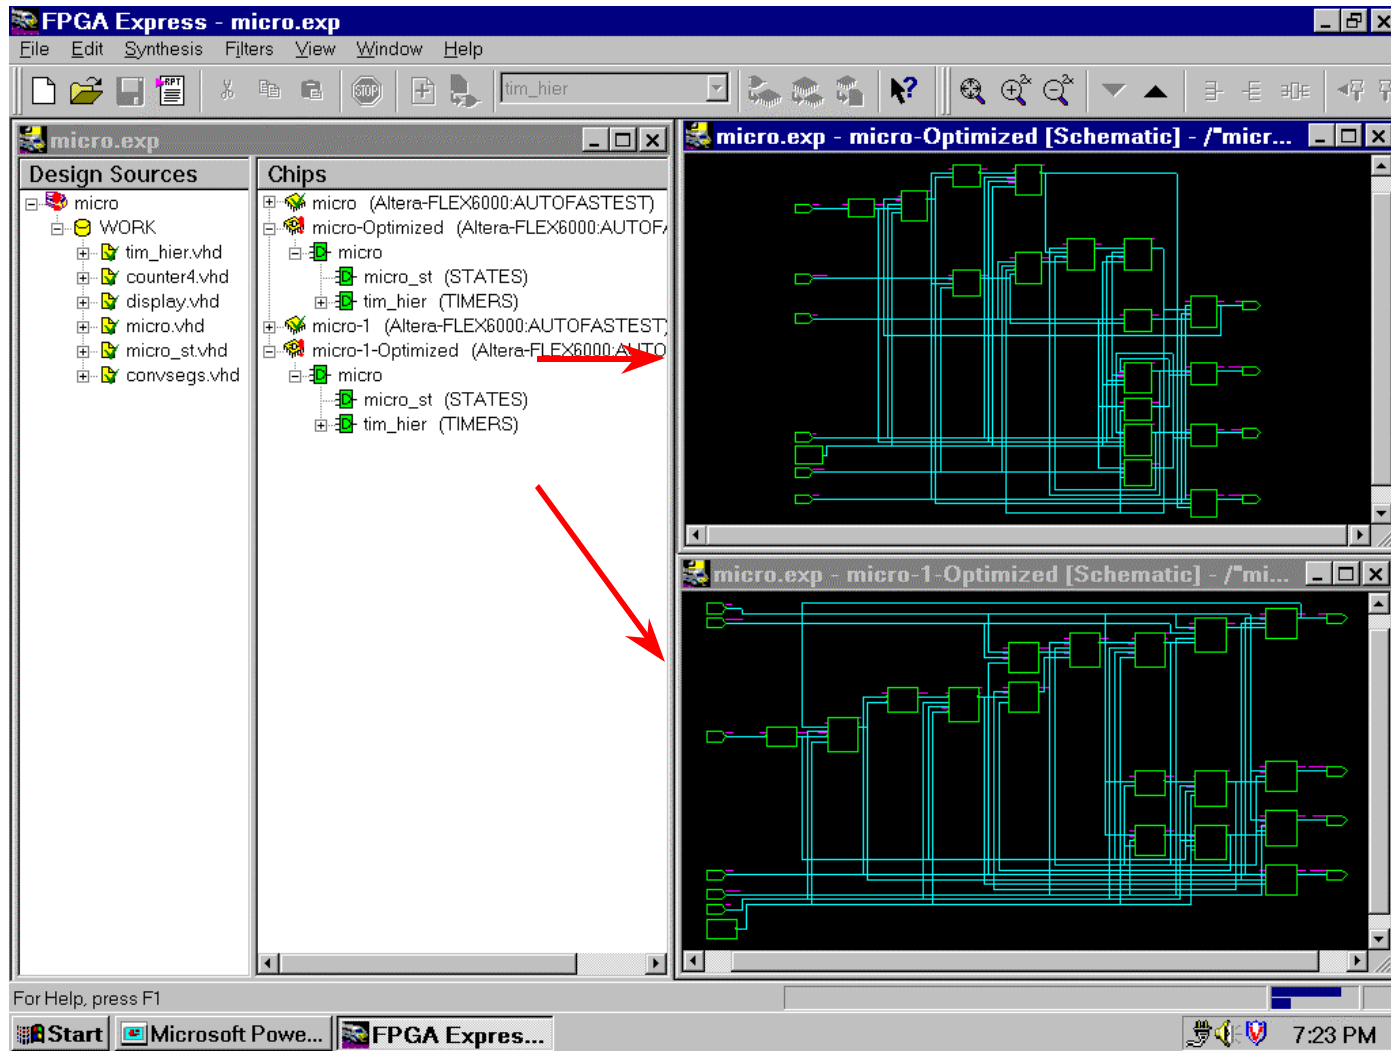 FPGA Express - micro.exp
File Edit Synthesis Filters View Window Help
RPT STOP tim_hier 2x 2x
micro.exp
Design Sources
micro
WORK
tim_hier.vhd
counter4.vhd
display.vhd
micro.vhd
micro_st.vhd
convsegs.vhd
Chips
micro (Altera-FLEX6000:AUTOFASTEST)
micro-Optimized (Altera-FLEX6000:AUTOF
micro
micro_st (STATES)
tim_hier (TIMERS)
micro-1 (Altera-FLEX6000:AUTOFASTEST)
micro-1-Optimized (Altera-FLEX6000:AUTO
micro
micro_st (STATES)
tim_hier (TIMERS)
micro.exp - micro-Optimized [Schematic] - /"micr...
micro.exp - micro-1-Optimized [Schematic] - /"mi...
For Help, press F1
Start Microsoft Powe... FPGA Expres... 7:23 PM